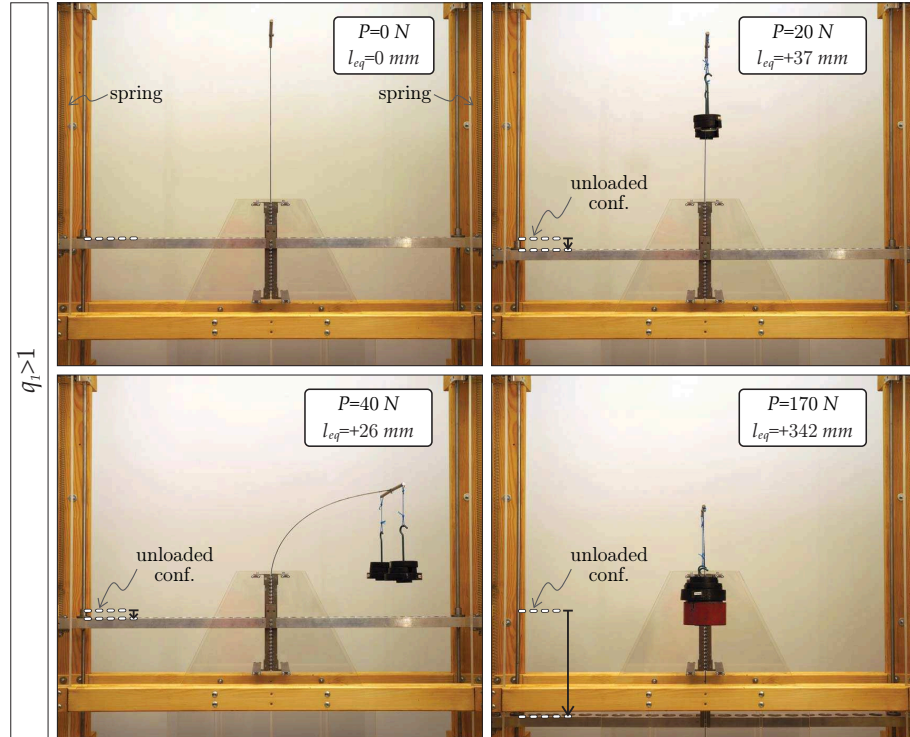 q₁>1
P=0 N
l_eq=0 mm
spring
spring
P=20 N
l_eq=+37 mm
unloaded
conf.
P=40 N
l_eq=+26 mm
unloaded
conf.
P=170 N
l_eq=+342 mm
unloaded
conf.